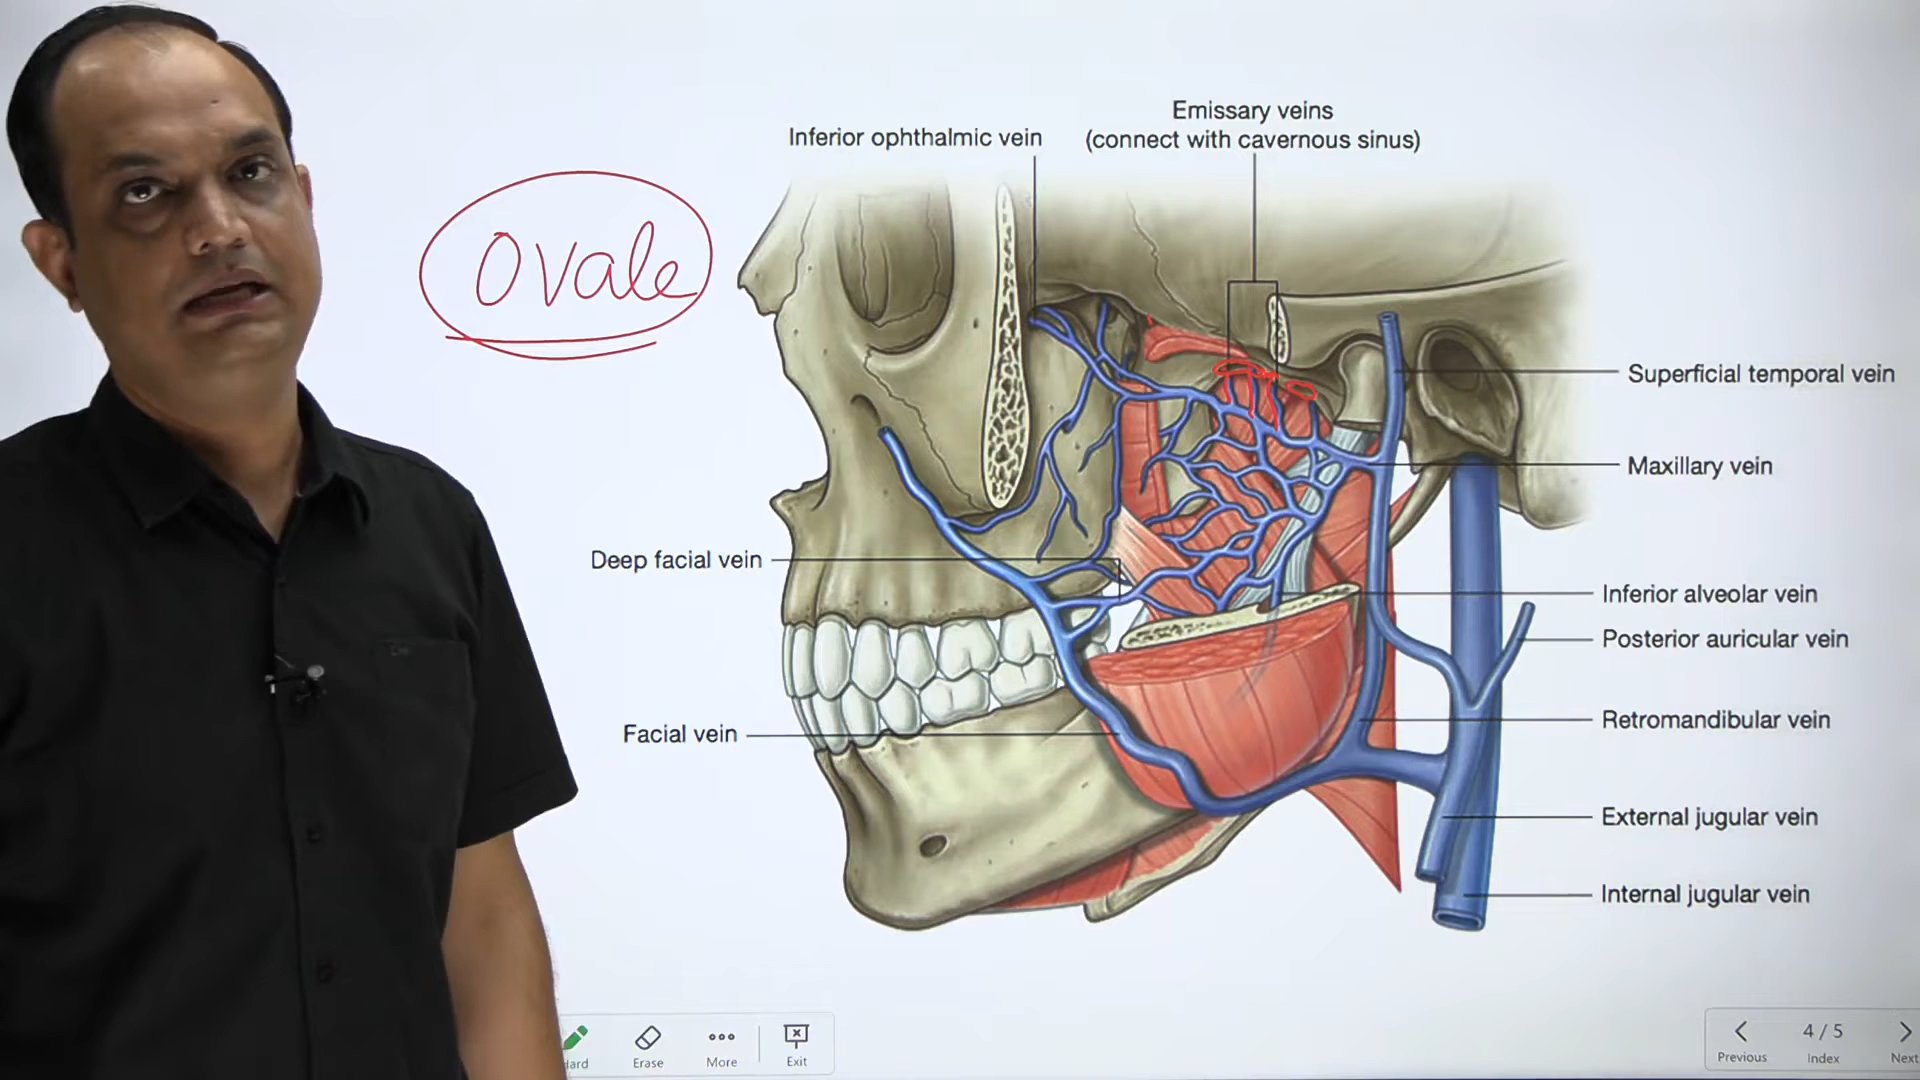 Emissary veins
(connect with cavernous sinus)
Inferior ophthalmic vein
Ovale
Superficial temporal vein
Maxillary vein
Deep facial vein
Inferior alveolar vein
Posterior auricular vein
Retromandibular vein
Facial vein
External jugular vein
Internal jugular vein
Erase
More
Exit
4 / 5
Previous
Index
Next